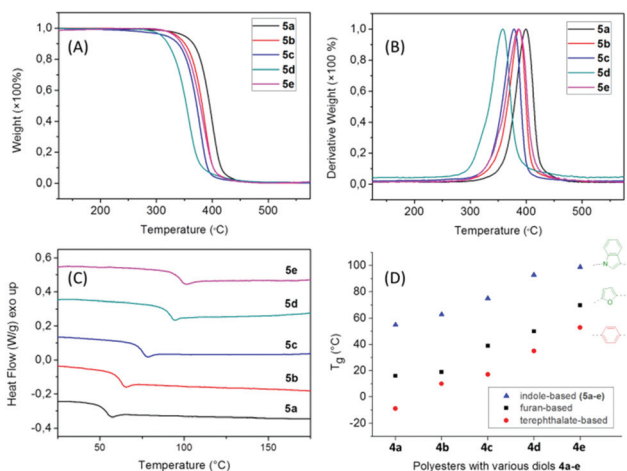 (A)
5a
5b
5c
5d
5e
1,0
0,8
0,6
0,4
0,2
0,0
Weight (×100%)
200 300 400 500
Temperature (◦C)
(B)
5a
5b
5c
5d
5e
1,0
0,8
0,6
0,4
0,2
0,0
Derivative Weight (×100 %)
200 300 400 500
Temperature (◦C)
(C)
5e
5d
5c
5b
5a
0,6
0,4
0,2
0,0
-0,2
-0,4
Heat Flow (W/g) exo up
50 100 150
Temperature (°C)
(D)
100
80
60
40
20
0
-20
Tg (°C)
N
O
indole-based (5a-e)
furan-based
terephthalate-based
4a 4b 4c 4d 4e
Polyesters with various diols 4a-e